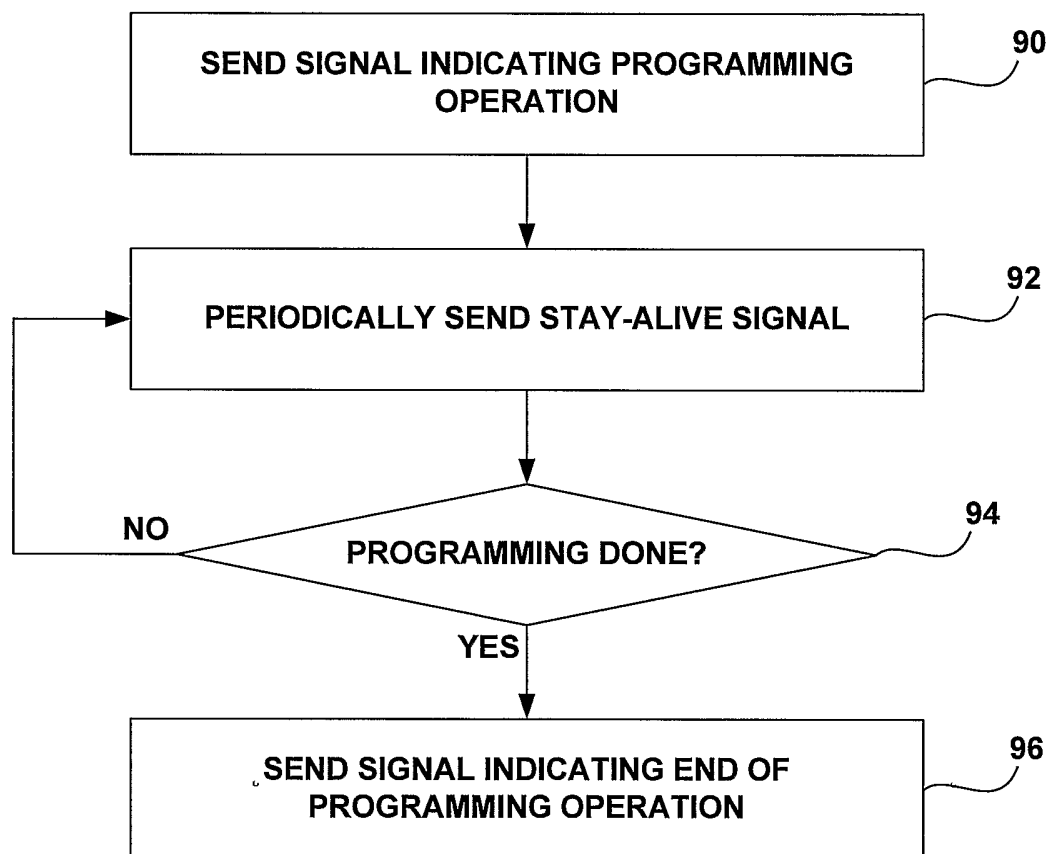 SEND SIGNAL INDICATING PROGRAMMING
OPERATION
90
PERIODICALLY SEND STAY-ALIVE SIGNAL
92
NO
PROGRAMMING DONE?
94
YES
SEND SIGNAL INDICATING END OF
PROGRAMMING OPERATION
96